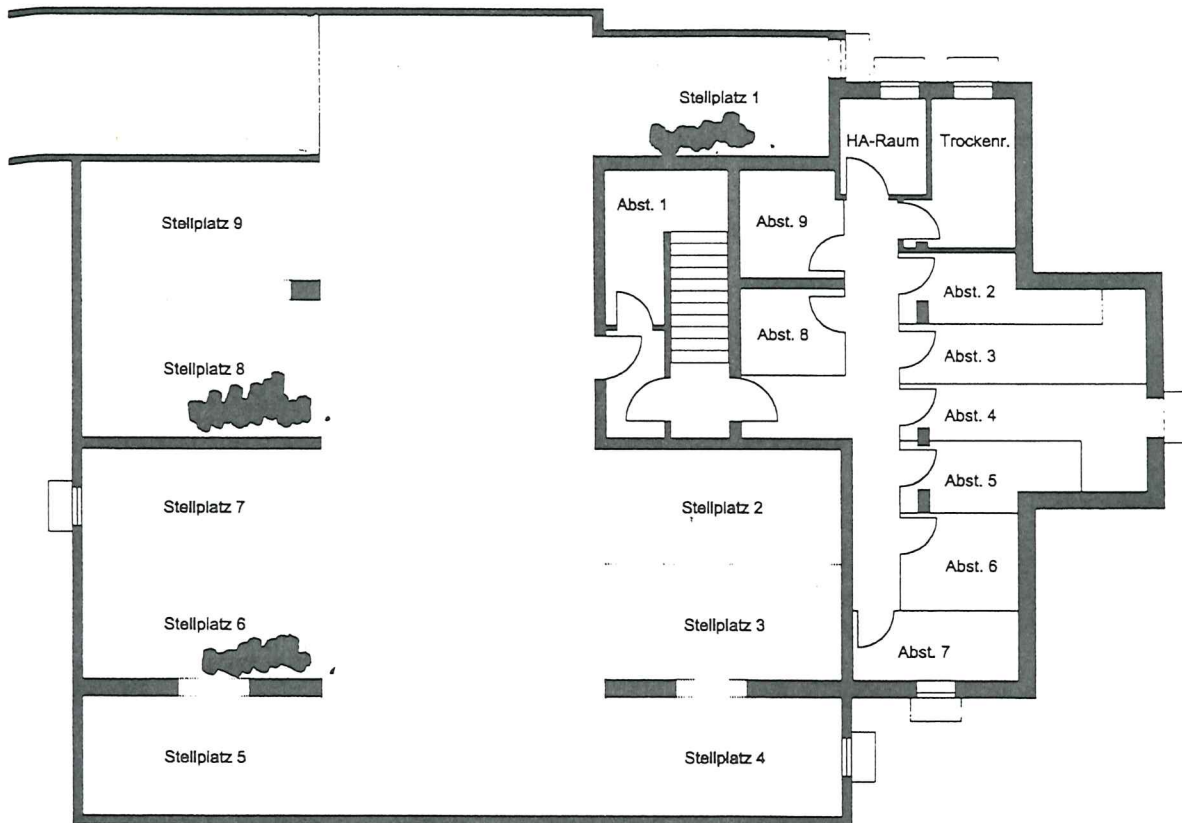 Stellplatz 1
HA-Raum
Trockenr.
Abst. 1
Abst. 9
Stellplatz 9
Abst. 2
Abst. 8
Abst. 3
Stellplatz 8
Abst. 4
Abst. 5
Stellplatz 7
Stellplatz 2
Abst. 6
Stellplatz 6
Stellplatz 3
Abst. 7
Stellplatz 5
Stellplatz 4